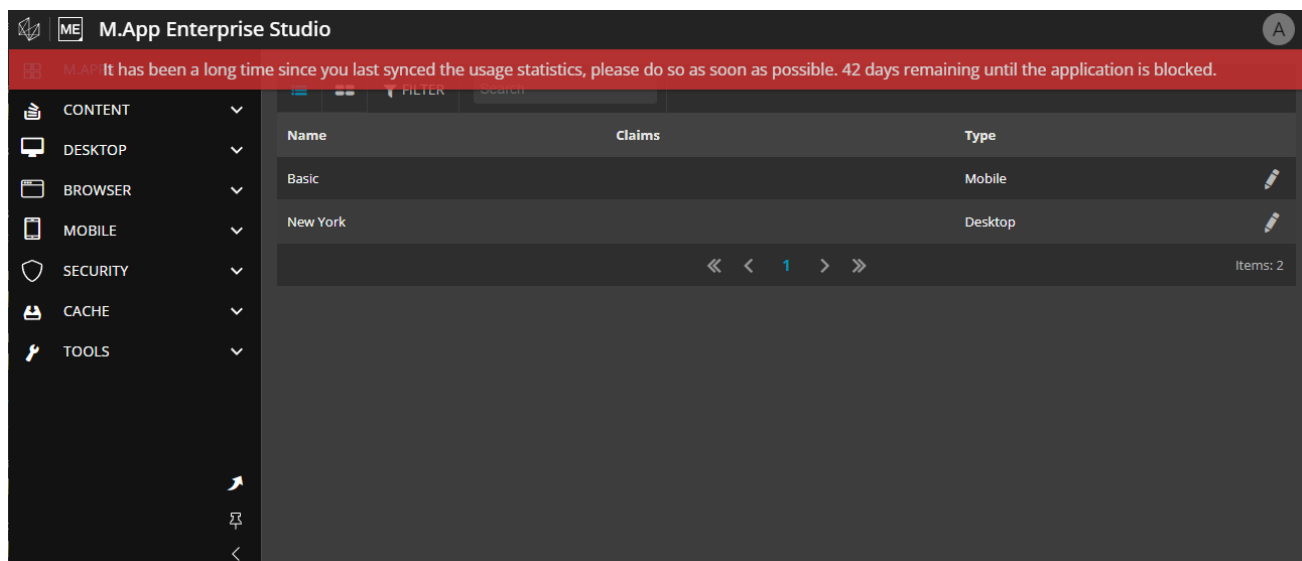 ME M.App Enterprise Studio A
M.APP
It has been a long time since you last synced the usage statistics, please do so as soon as possible. 42 days remaining until the application is blocked.
FILTER Search
CONTENT
DESKTOP
BROWSER
MOBILE
SECURITY
CACHE
TOOLS
Name Claims Type
Basic Mobile
New York Desktop
1 Items: 2